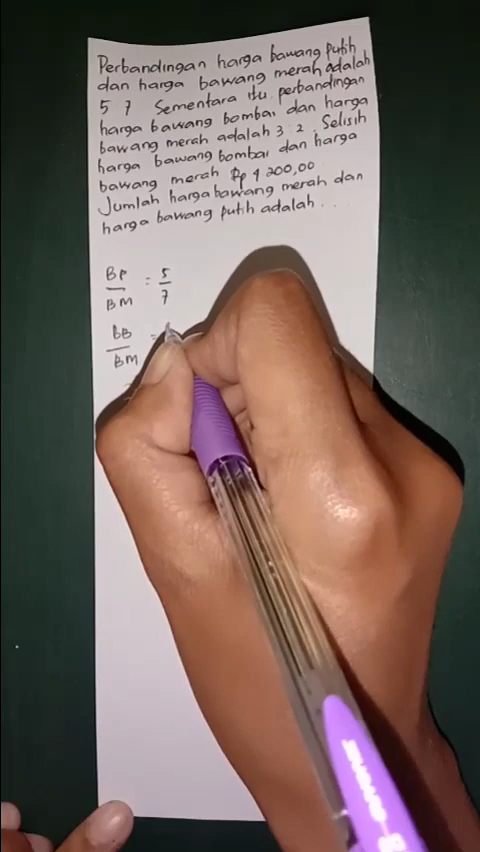 Perbandingan harga bawang putih
dan harga bawang merah adalah
5 7 Sementara itu perbandingan
harga bawang bombai dan harga
bawang merah adalah 3 : 2. Selisih
harga bawang bombai dan harga
bawang merah Rp 4 200,00
Jumlah harga bawang merah dan
harga bawang putih adalah . . .
BP = 5
BM 7
BB =
BM